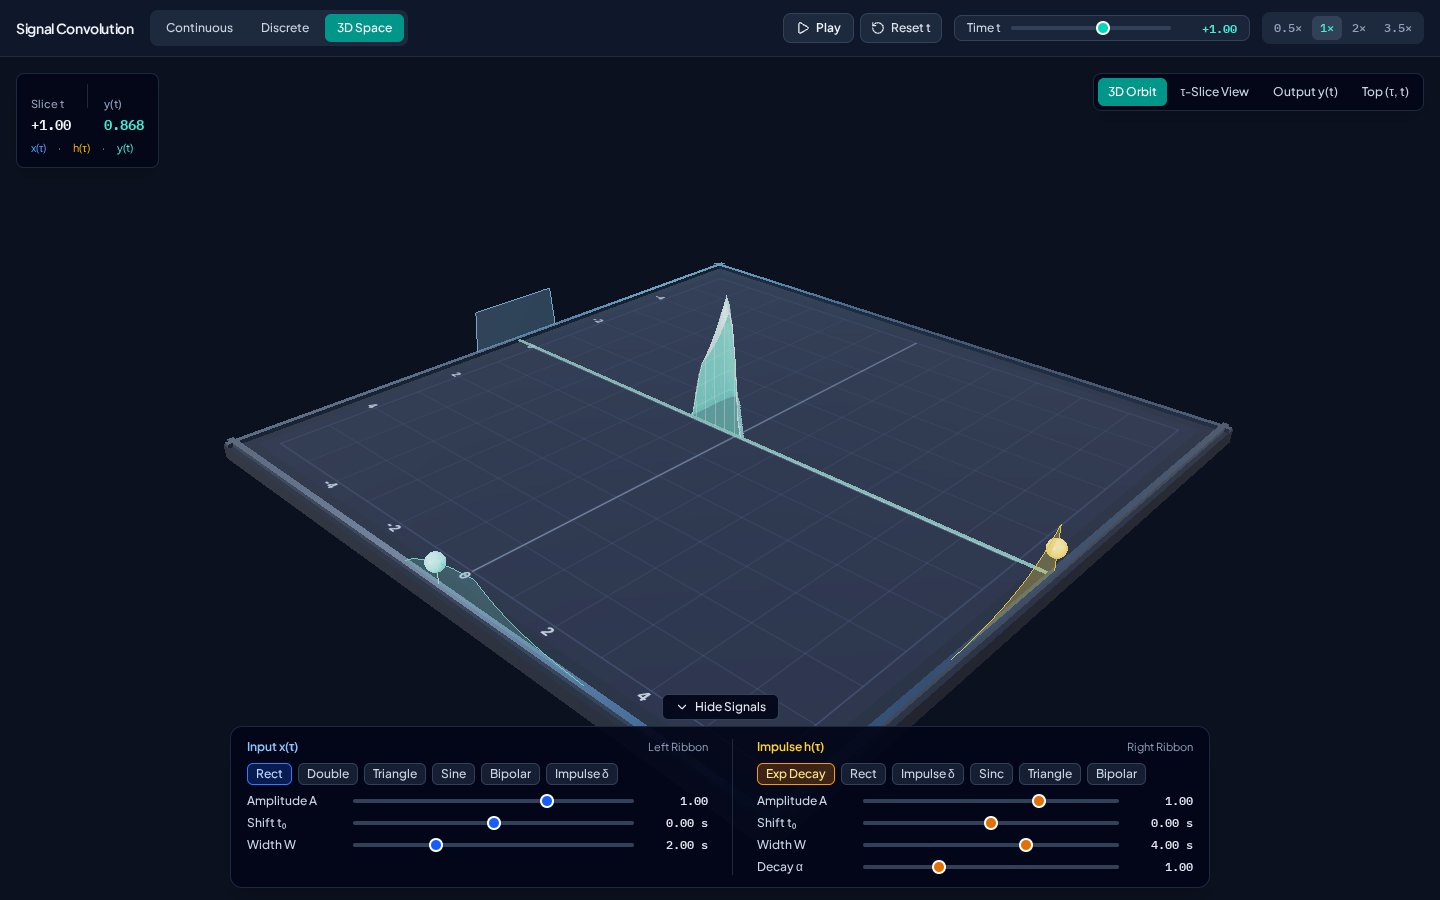 Signal Convolution
Continuous
Discrete
3D Space
Play
Reset t
Time t
+1.00
0.5×
1×
2×
3.5×
Slice t
y(t)
+1.00
0.868
x(τ) · h(τ) · y(t)
3D Orbit
τ-Slice View
Output y(t)
Top (τ, t)
-2
2
4
-4
-2
0
2
4
Hide Signals
Input x(τ)
Left Ribbon
Rect
Double
Triangle
Sine
Bipolar
Impulse δ
Amplitude A
1.00
Shift t₀
0.00 s
Width W
2.00 s
Impulse h(τ)
Right Ribbon
Exp Decay
Rect
Impulse δ
Sinc
Triangle
Bipolar
Amplitude A
1.00
Shift t₀
0.00 s
Width W
4.00 s
Decay α
1.00